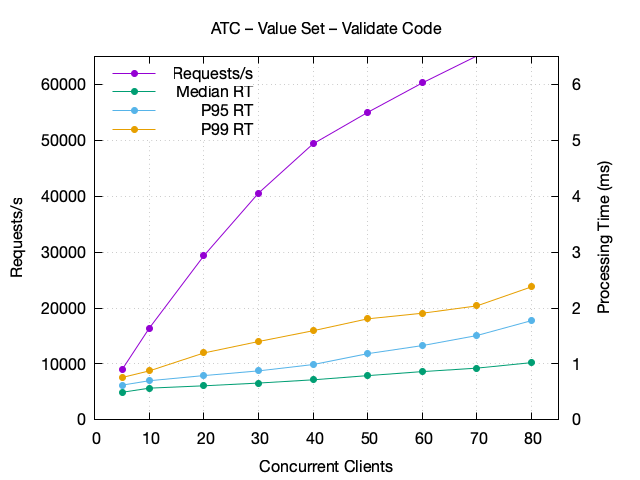 ATC – Value Set – Validate Code
Requests/s
Median RT
P95 RT
P99 RT
60000
50000
40000
30000
20000
10000
0
6
5
4
3
2
1
0
0 10 20 30 40 50 60 70 80
Requests/s
Processing Time (ms)
Concurrent Clients